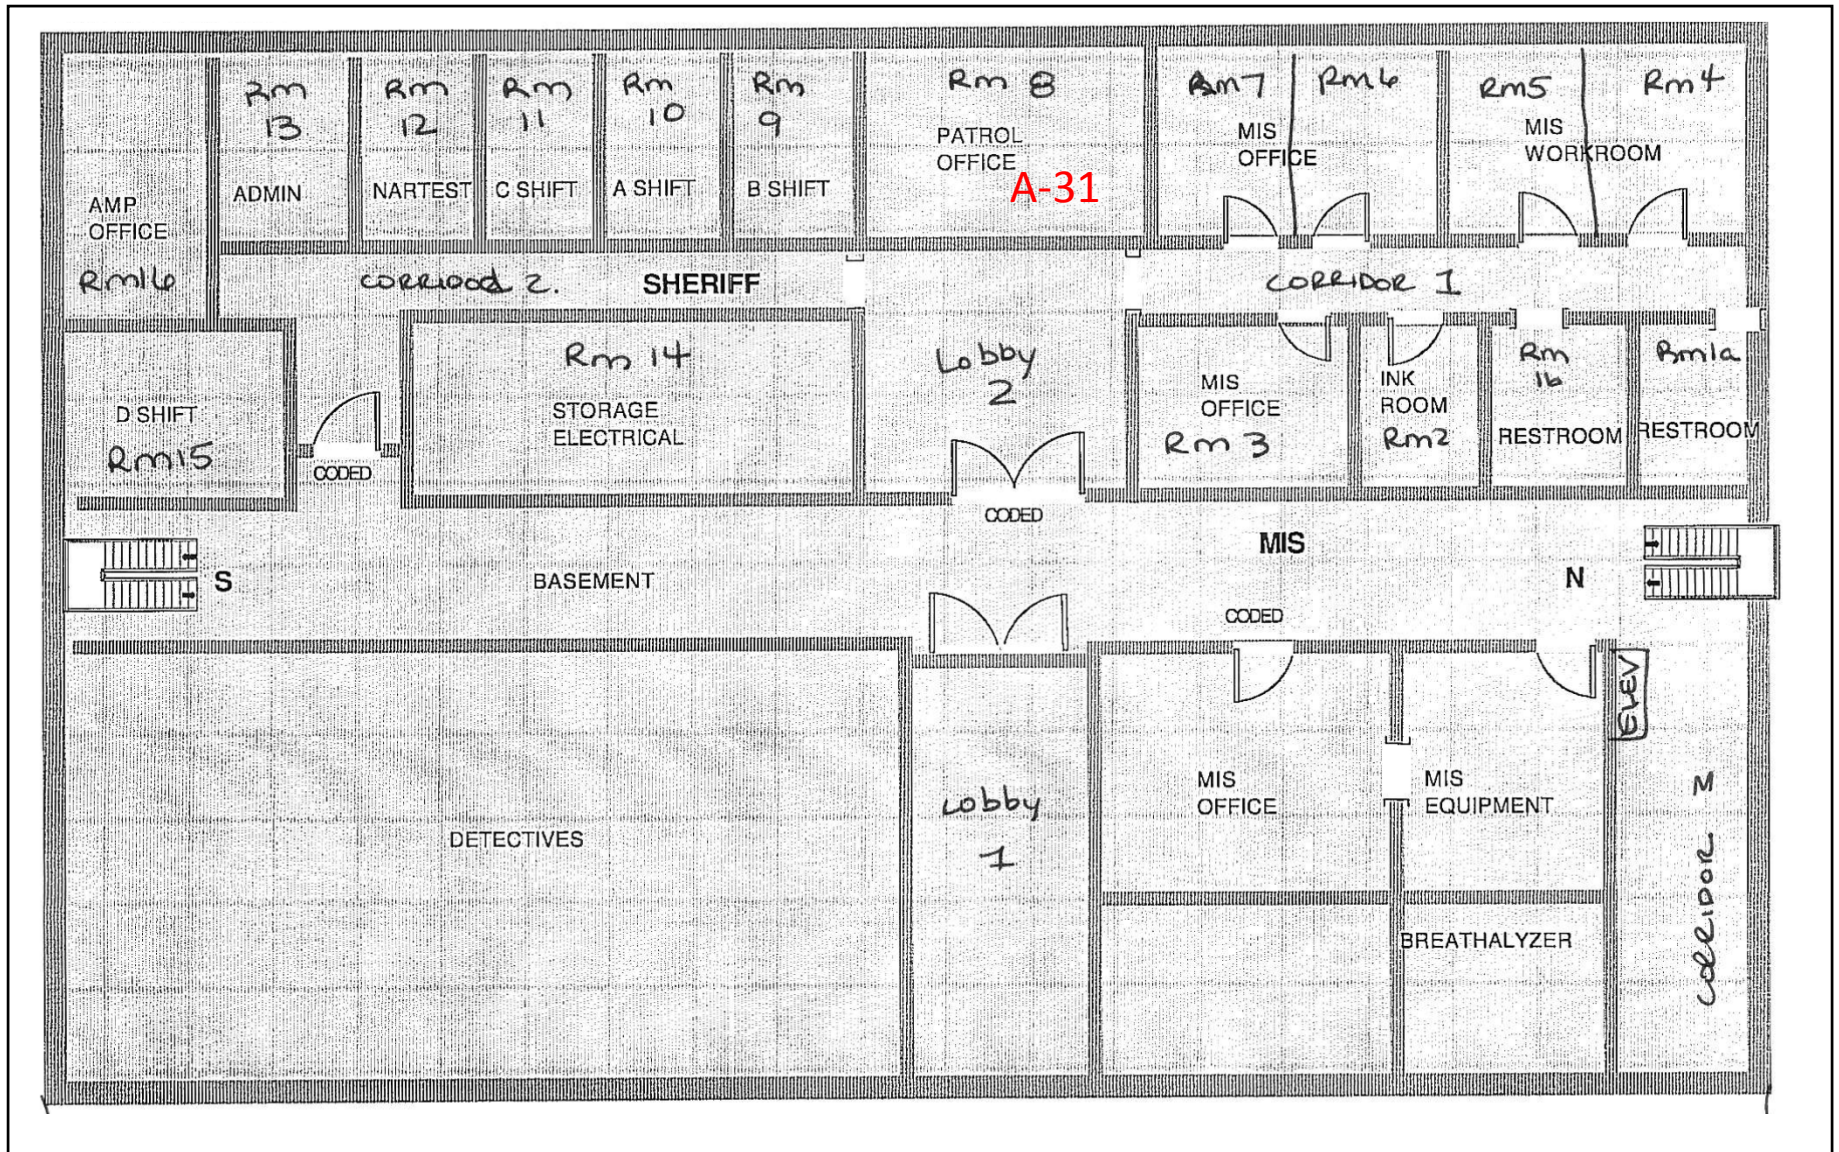 Rm
13
Rm
12
Rm
11
Rm
10
Rm
9
Rm 8
Rm7
Rm6
Rm5
Rm4
ADMIN
NARTEST
C SHIFT
A SHIFT
B SHIFT
PATROL
OFFICE
A-31
MIS
OFFICE
MIS
WORKROOM
AMP
OFFICE
Rm16
CORRIDOR 2.
SHERIFF
CORRIDOR 1
D SHIFT
Rm15
CODED
Rm 14
STORAGE
ELECTRICAL
Lobby
2
CODED
MIS
OFFICE
Rm 3
INK
ROOM
Rm2
Rm
1b
RESTROOM
Rm1a
RESTROOM
S
BASEMENT
MIS
N
CODED
ELEV
DETECTIVES
Lobby
1
MIS
OFFICE
MIS
EQUIPMENT
BREATHALYZER
CORRIDOR M